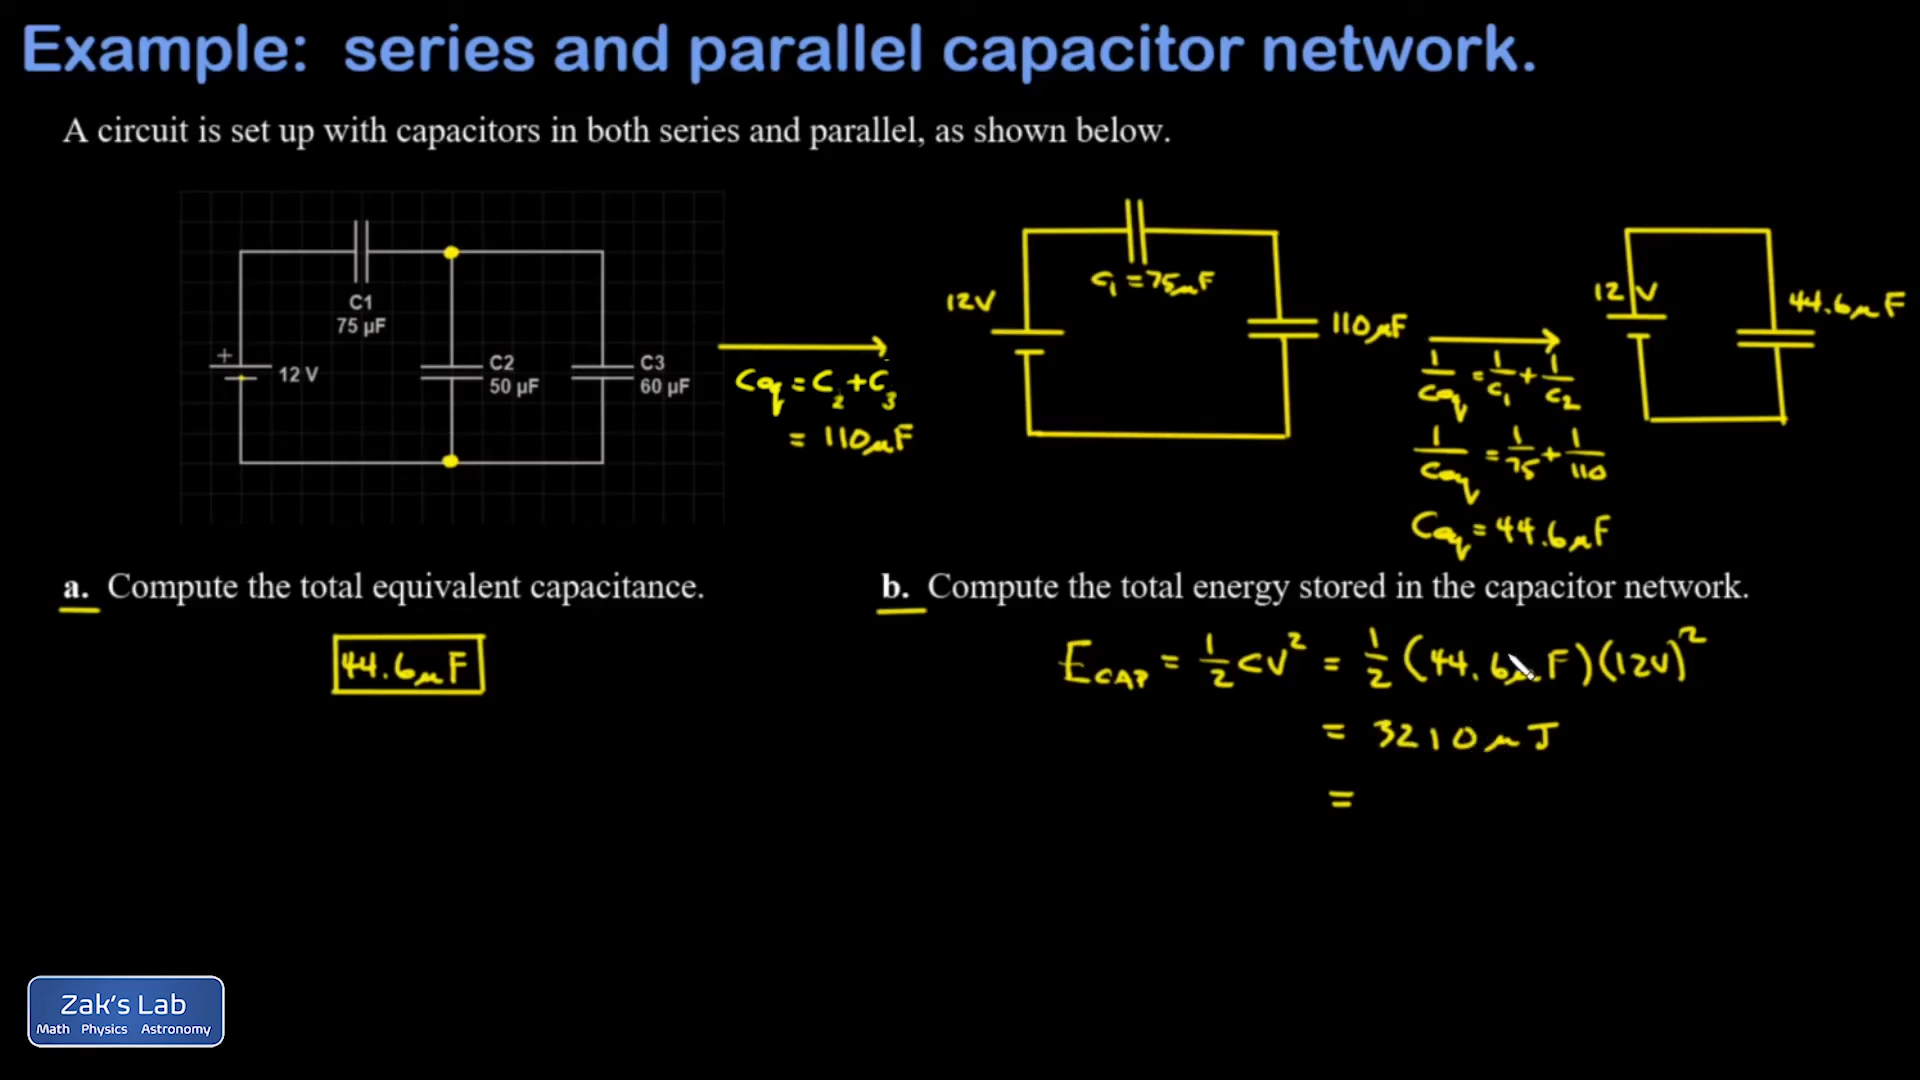 Example: series and parallel capacitor network.
A circuit is set up with capacitors in both series and parallel, as shown below.
C1
75 µF
+
12 V
C2
50 µF
C3
60 µF
Ceq = C2 + C3
= 110µF
12V
C1 = 75µF
110µF
1/Ceq = 1/C1 + 1/C2
1/Ceq = 1/75 + 1/110
Ceq = 44.6µF
12 V
44.6µF
a. Compute the total equivalent capacitance.
44.6µF
b. Compute the total energy stored in the capacitor network.
ECAP = 1/2 CV² = 1/2 (44.6µF)(12V)²
= 3210µJ
=
Zak's Lab
Math Physics Astronomy